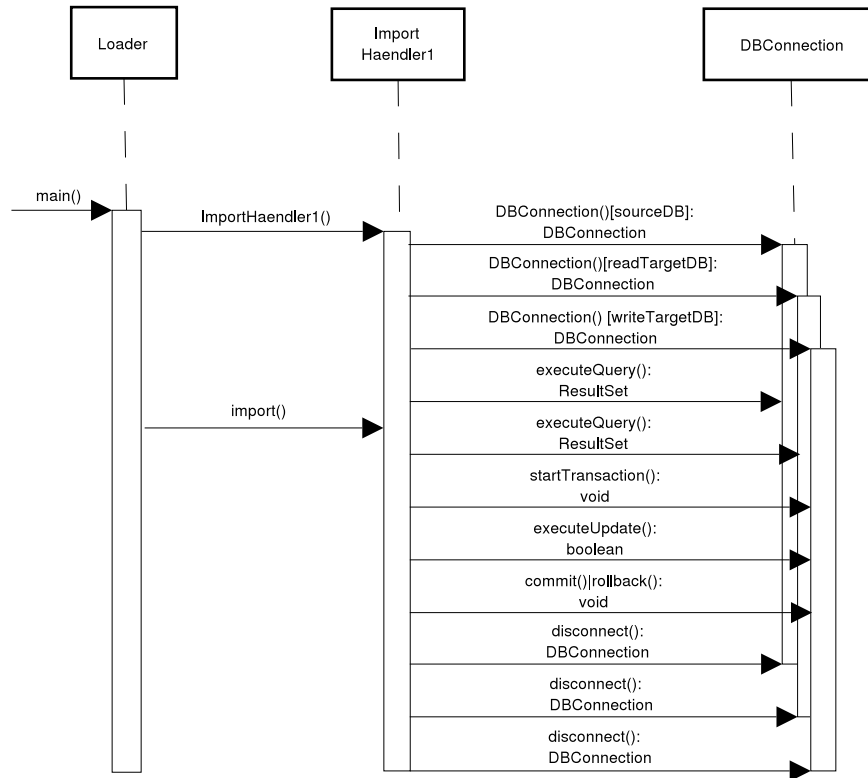 Loader
Import
Haendler1
DBConnection
main()
ImportHaendler1()
DBConnection()[sourceDB]:
DBConnection
DBConnection()[readTargetDB]:
DBConnection
DBConnection() [writeTargetDB]:
DBConnection
executeQuery():
ResultSet
import()
executeQuery():
ResultSet
startTransaction():
void
executeUpdate():
boolean
commit()|rollback():
void
disconnect():
DBConnection
disconnect():
DBConnection
disconnect():
DBConnection